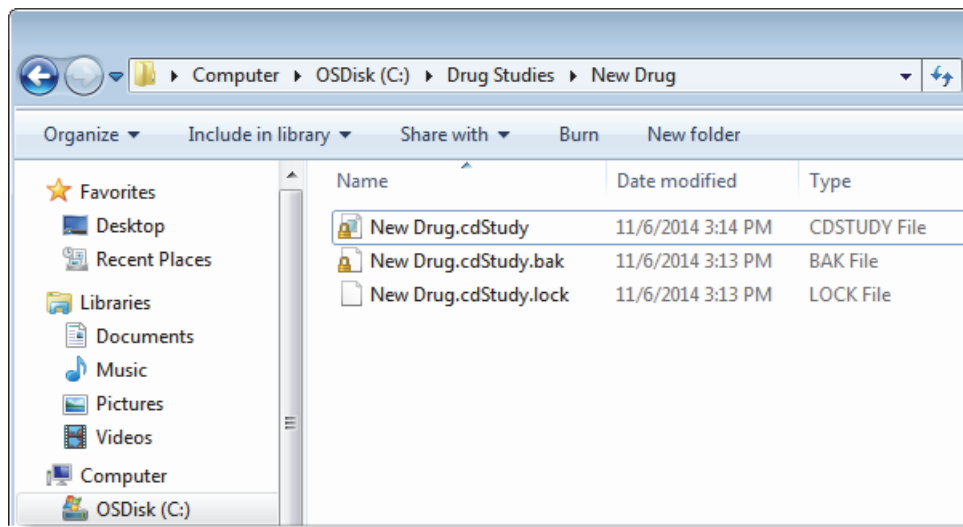 Computer OSDisk (C:) Drug Studies New Drug
Organize Include in library Share with Burn New folder
Favorites
Desktop
Recent Places
Libraries
Documents
Music
Pictures
Videos
Computer
OSDisk (C:)
Name Date modified Type
New Drug.cdStudy 11/6/2014 3:14 PM CDSTUDY File
New Drug.cdStudy.bak 11/6/2014 3:13 PM BAK File
New Drug.cdStudy.lock 11/6/2014 3:13 PM LOCK File